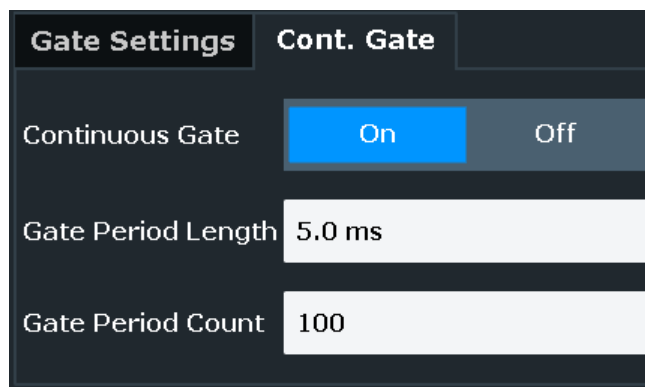 Gate Settings Cont. Gate
Continuous Gate On Off
Gate Period Length 5.0 ms
Gate Period Count 100